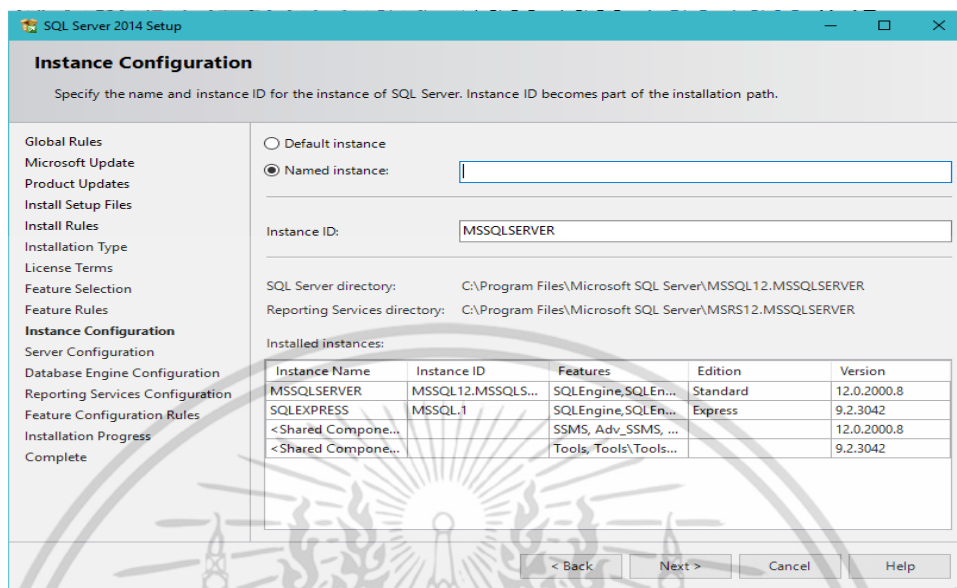 SQL Server 2014 Setup
Instance Configuration
Specify the name and instance ID for the instance of SQL Server. Instance ID becomes part of the installation path.
Global Rules
Microsoft Update
Product Updates
Install Setup Files
Install Rules
Installation Type
License Terms
Feature Selection
Feature Rules
Instance Configuration
Server Configuration
Database Engine Configuration
Reporting Services Configuration
Feature Configuration Rules
Installation Progress
Complete
Default instance
Named instance:
Instance ID: MSSQLSERVER
SQL Server directory: C:\Program Files\Microsoft SQL Server\MSSQL12.MSSQLSERVER
Reporting Services directory: C:\Program Files\Microsoft SQL Server\MSRS12.MSSQLSERVER
Installed instances:
Instance Name Instance ID Features Edition Version
MSSQLSERVER MSSQL12.MSSQLS... SQLEngine,SQLEn... Standard 12.0.2000.8
SQLEXPRESS MSSQL.1 SQLEngine,SQLEn... Express 9.2.3042
<Shared Compone... SSMS, Adv_SSMS, ... 12.0.2000.8
<Shared Compone... Tools, Tools\Tools... 9.2.3042
< Back Next > Cancel Help